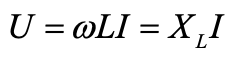 U = ωLI = X_L I